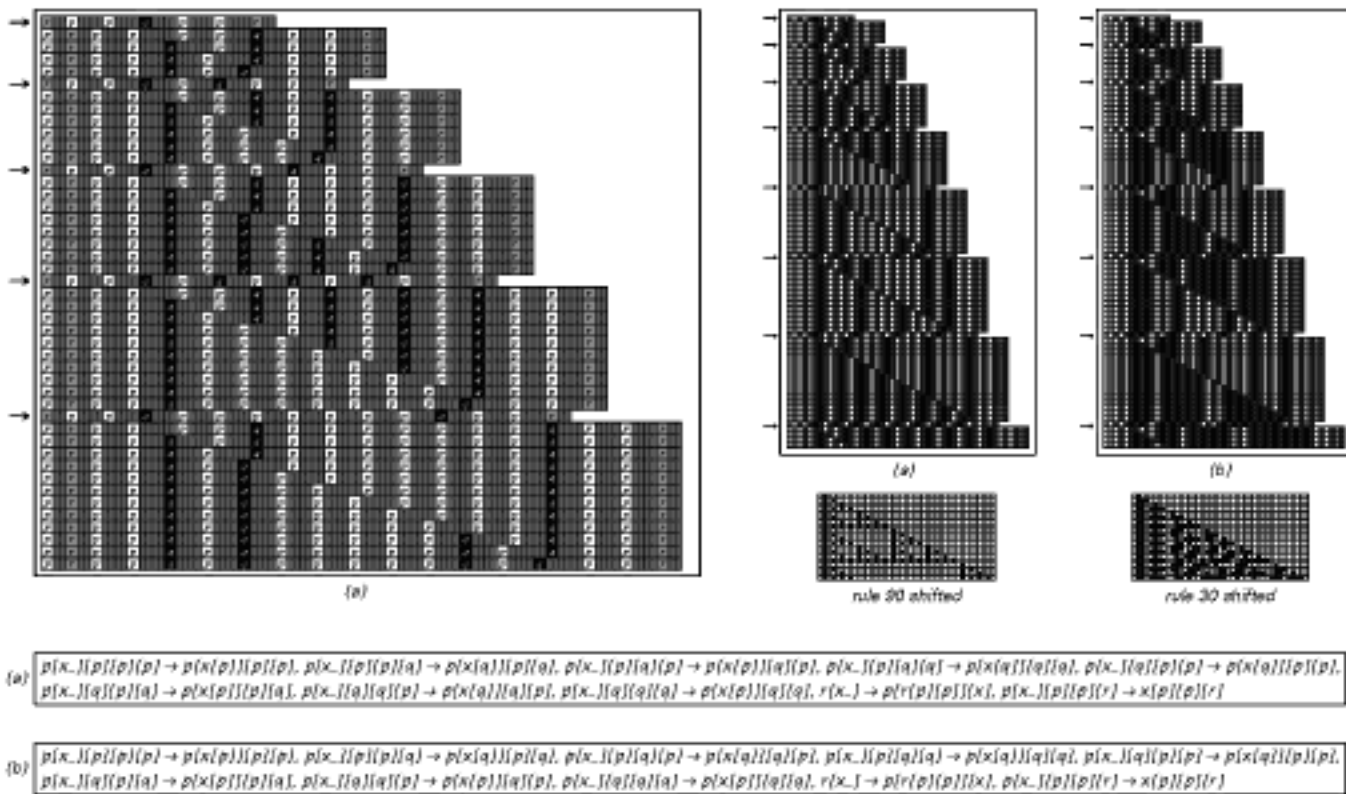 (a)
(a)
(b)
rule 90 shifted
rule 30 shifted
(a)
p[x_][p][p][p] → p[x[p]][p][p], p[x_][p][p][q] → p[x[q]][p][q], p[x_][p][q][p] → p[x[p]][q][p], p[x_][p][q][q] → p[x[q]][q][q], p[x_][q][p][p] → p[x[q]][p][p],
p[x_][q][p][q] → p[x[p]][p][q], p[x_][q][q][p] → p[x[q]][q][p], p[x_][q][q][q] → p[x[p]][q][q], r[x_] → p[r[p][p]][x], p[x_][p][p][r] → x[p][p][r]
(b)
p[x_][p][p][p] → p[x[p]][p][p], p[x_][p][p][q] → p[x[q]][p][q], p[x_][p][q][p] → p[x[q]][q][p], p[x_][p][q][q] → p[x[q]][q][q], p[x_][q][p][p] → p[x[q]][p][p],
p[x_][q][p][q] → p[x[p]][p][q], p[x_][q][q][p] → p[x[p]][q][p], p[x_][q][q][q] → p[x[p]][q][q], r[x_] → p[r[p][p]][x], p[x_][p][p][r] → x[p][p][r]